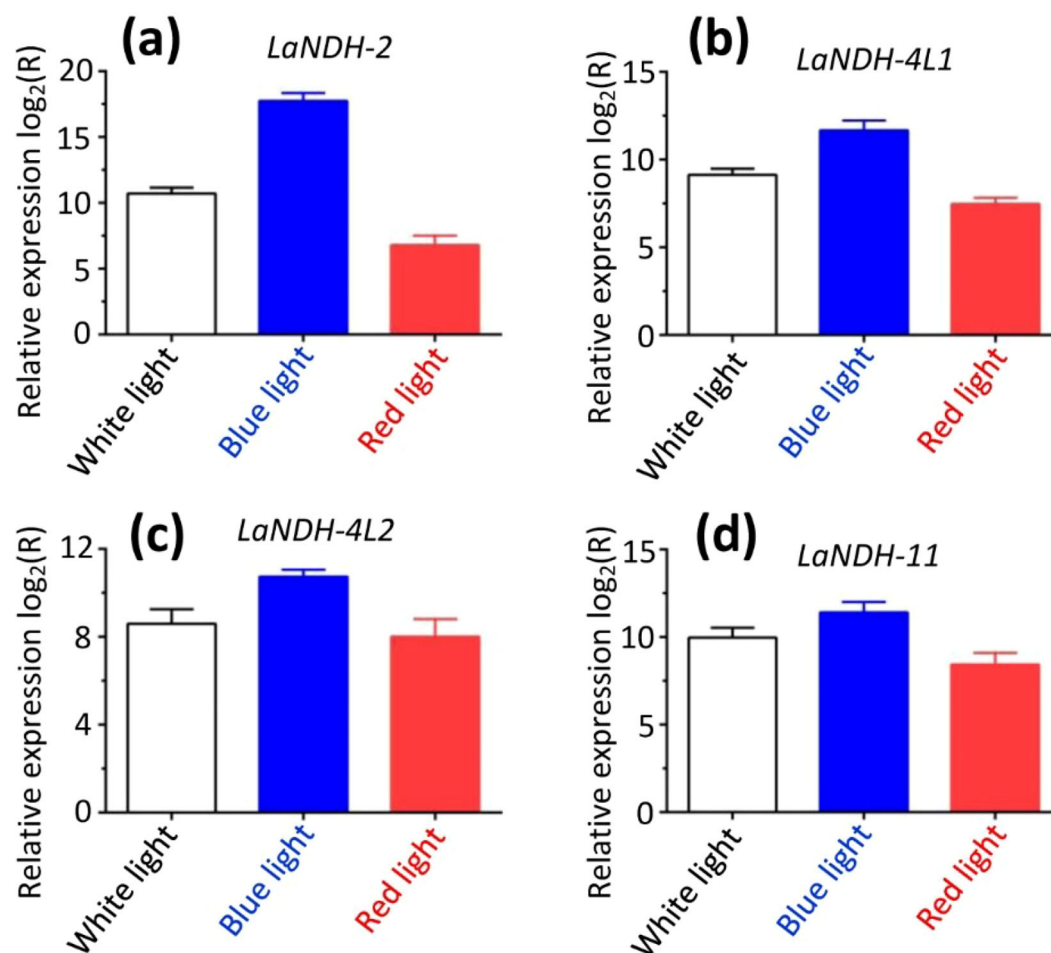 (a)
LaNDH-2
Relative expression log₂(R)
20
15
10
5
0
White light
Blue light
Red light
(b)
LaNDH-4L1
Relative expression log₂(R)
15
10
5
0
White light
Blue light
Red light
(c)
LaNDH-4L2
Relative expression log₂(R)
12
8
4
0
White light
Blue light
Red light
(d)
LaNDH-11
Relative expression log₂(R)
15
10
5
0
White light
Blue light
Red light